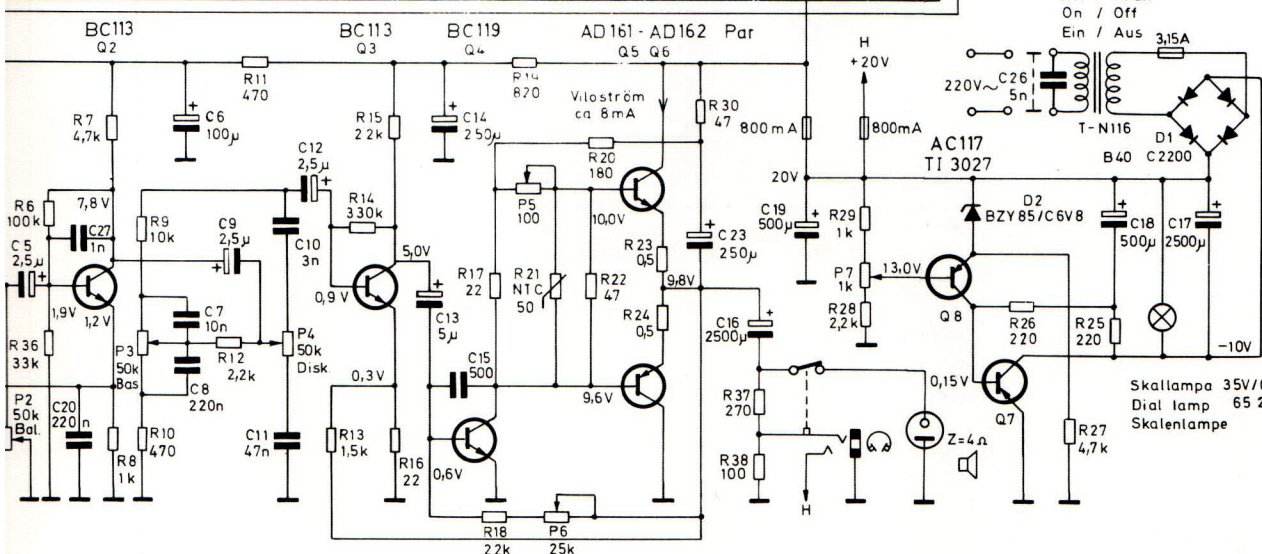 On / Off
Ein / Aus
BC113
Q2
BC113
Q3
BC119
Q4
AD161 - AD162 Par
Q5 Q6
H
+20V
3,15A
220V~
C26
5n
T-N116
D1
B40
C2200
R11
470
R19
820
Viloström
ca 8mA
R30
47
800mA
800mA
AC117
TI 3027
R7
4,7k
C6
100µ
R15
22k
C14
250µ
R20
180
C12
2,5µ
P5
100
20V
D2
BZY85/C6V8
R6
100k
7,8V
C27
1n
R9
10k
C9
2,5µ
C10
3n
R14
330k
10,0V
C19
500µ
R29
1k
C18
500µ
C17
2500µ
C5
2,5µ
5,0V
R23
0,5
C23
250µ
P7
1k
13,0V
0,9V
R17
22
R21
NTC
50
R22
47
9,8V
1,9V
1,2V
C7
10n
C13
5µ
R24
0,5
C16
2500µ
R28
2,2k
Q8
R26
220
R25
220
R36
33k
P3
50k
Bas
R12
2,2k
P4
50k
Disk
C15
500
-10V
C8
220n
0,3V
9,6V
0,15V
Q7
Skallampa 35V/
Dial lamp 65
Skalenlampe
P2
50k
Bal.
C20
220n
R37
270
R10
470
C11
47n
R13
1,5k
R8
1k
R16
22
0,6V
R38
100
Z=4Ω
R27
4,7k
H
R18
22k
P6
25k